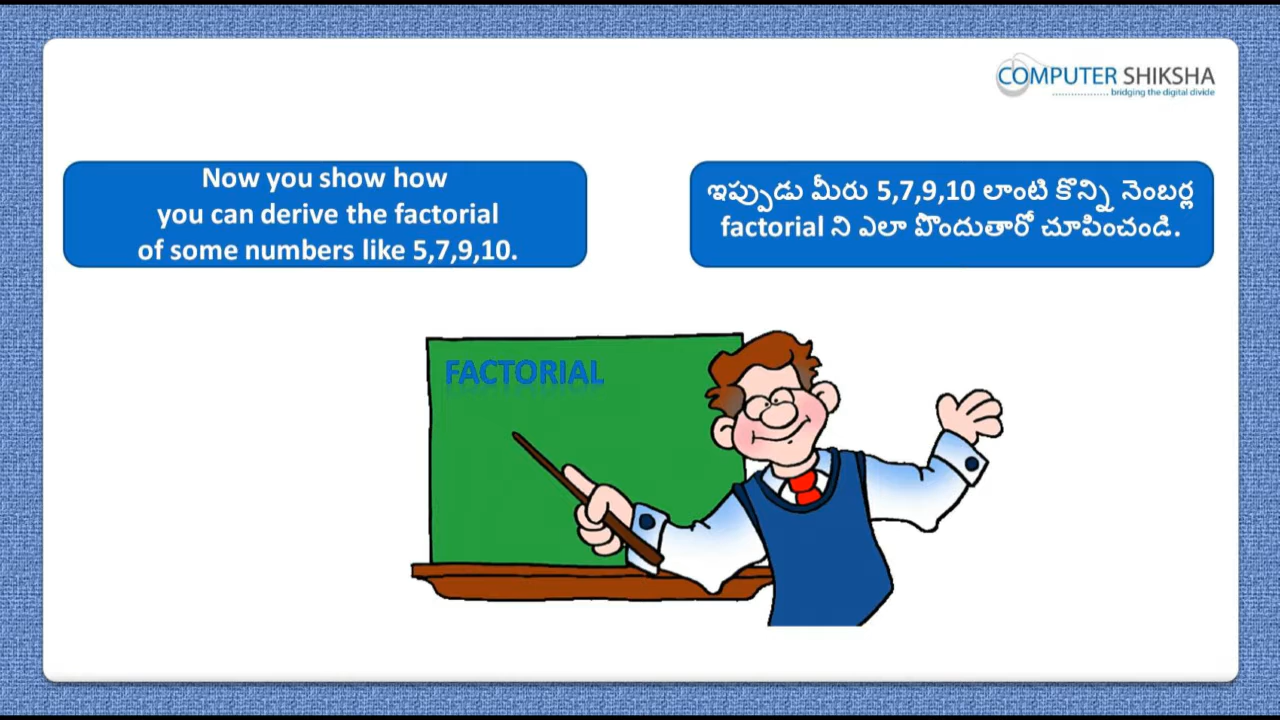 COMPUTER SHIKSHA
.................. bridging the digital divide
Now you show how
you can derive the factorial
of some numbers like 5,7,9,10.
ఇప్పుడు మీరు 5,7,9,10 లాంటి కొన్ని నెంబర్ల
factorial ని ఎలా పొందుతారో చూపించండి.
FACTORIAL